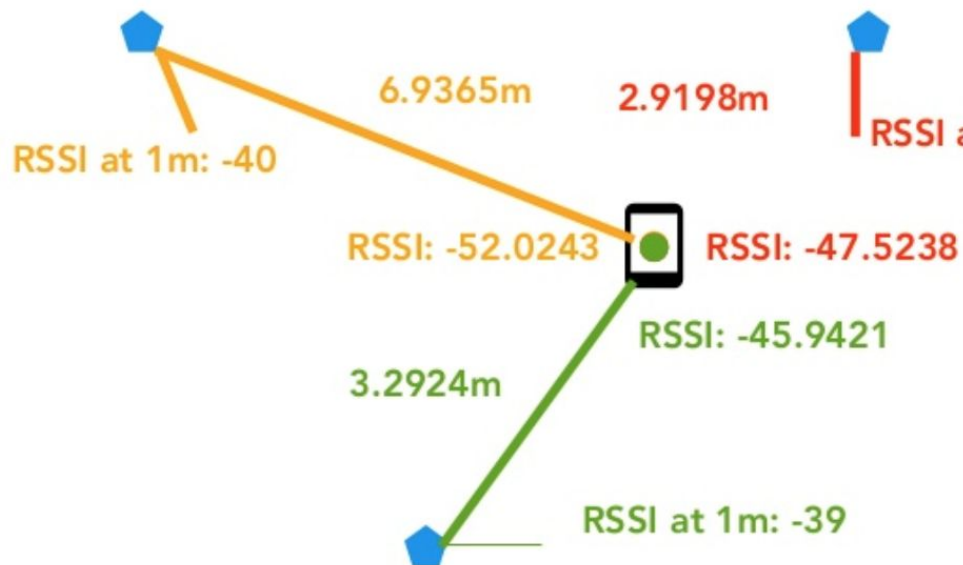 6.9365m
2.9198m
RSSI a
RSSI at 1m: -40
RSSI: -52.0243
RSSI: -47.5238
RSSI: -45.9421
3.2924m
RSSI at 1m: -39